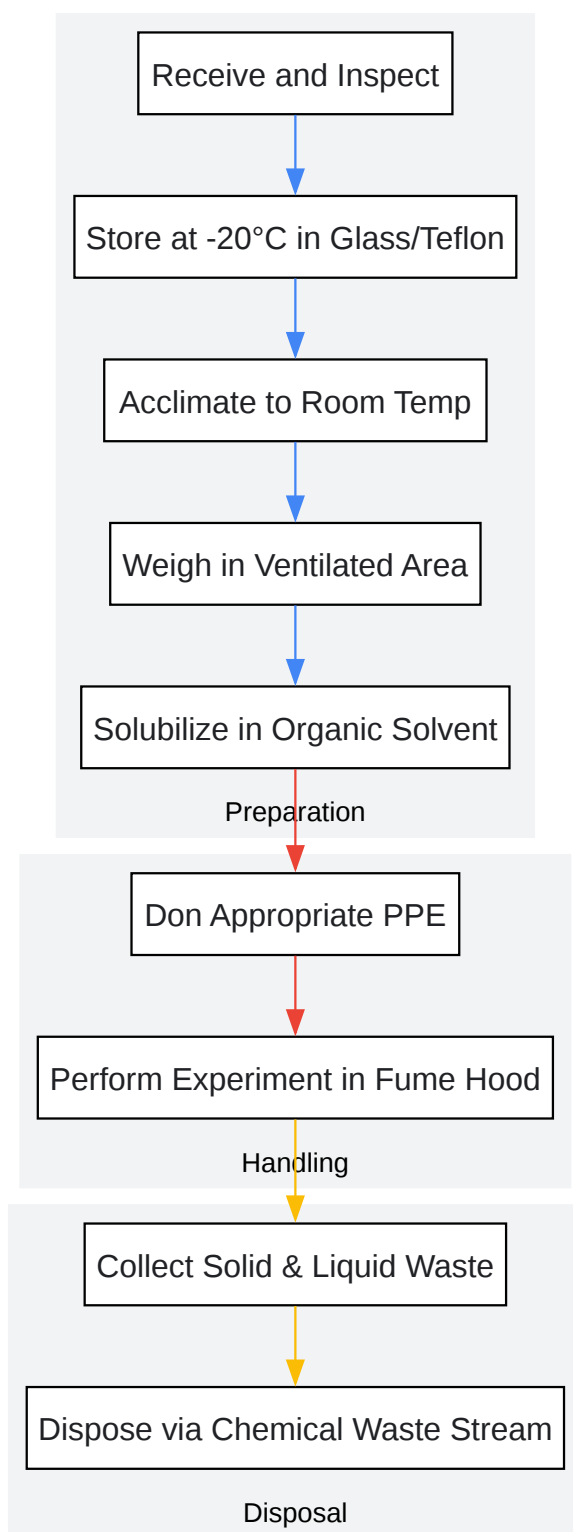 Receive and Inspect
Store at -20°C in Glass/Teflon
Acclimate to Room Temp
Weigh in Ventilated Area
Solubilize in Organic Solvent
Preparation
Don Appropriate PPE
Perform Experiment in Fume Hood
Handling
Collect Solid & Liquid Waste
Dispose via Chemical Waste Stream
Disposal